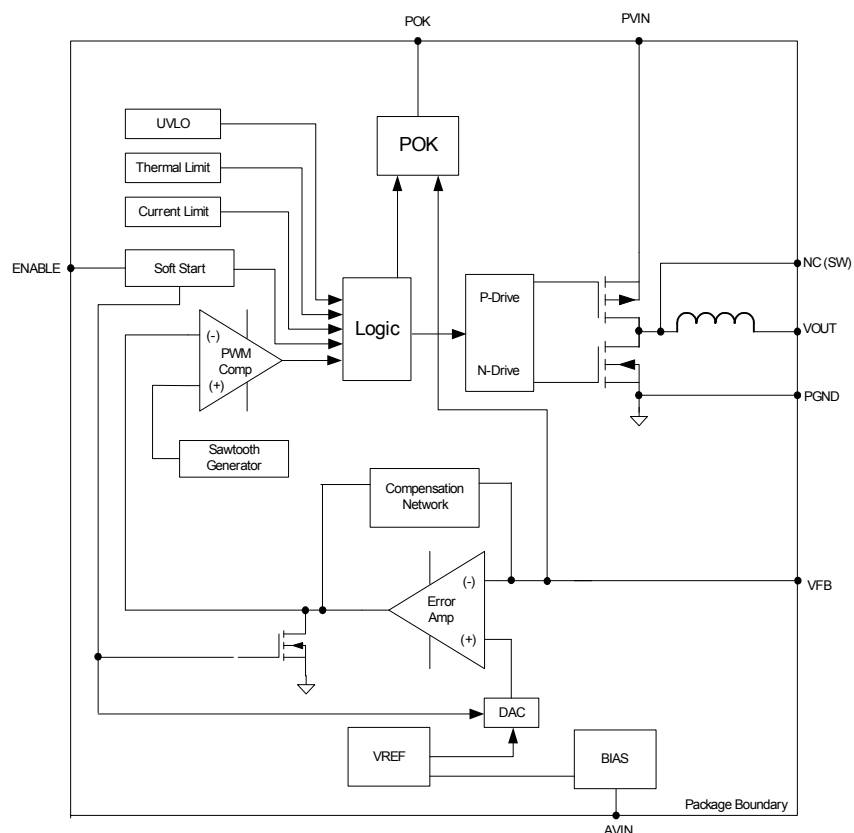 POK
PVIN
UVLO
POK
Thermal Limit
Current Limit
NC (SW)
ENABLE
Soft Start
P-Drive
Logic
VOUT
(-)
PWM
Comp
(+)
N-Drive
PGND
Sawtooth
Generator
Compensation
Network
(-)
VFB
Error
Amp
(+)
DAC
VREF
BIAS
Package Boundary
AVIN